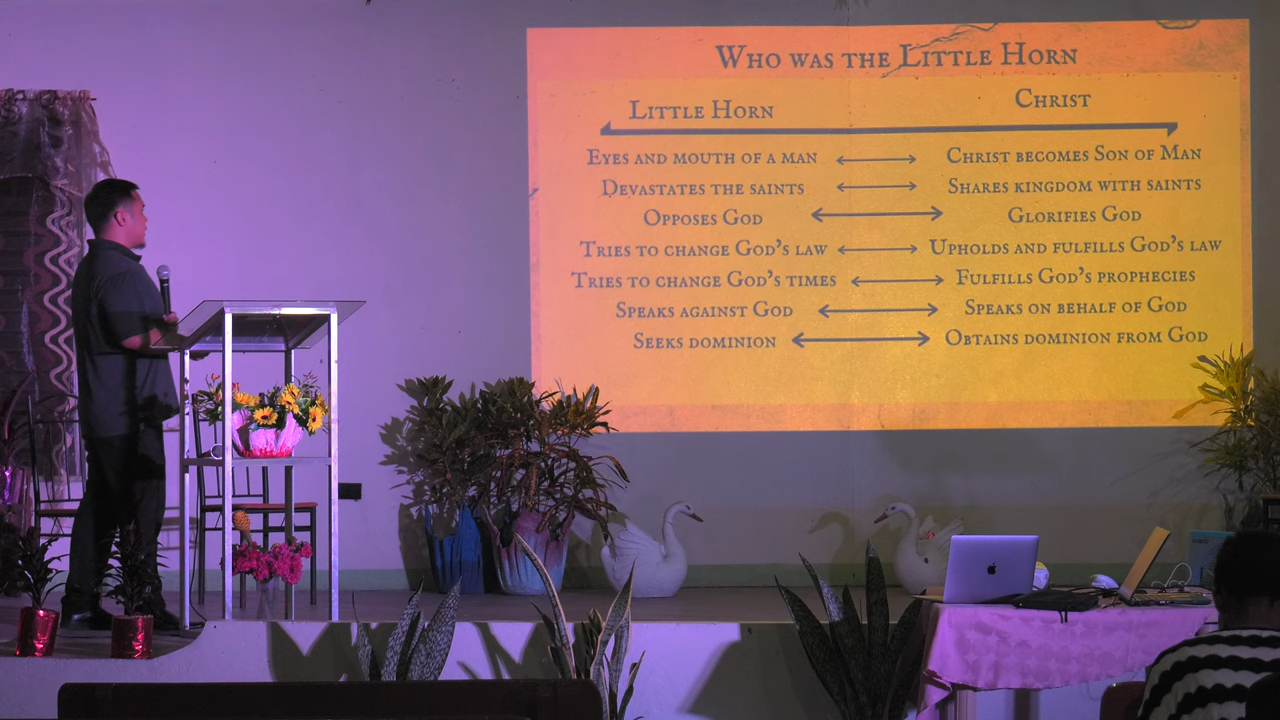 Who was the Little Horn
Little Horn
Christ
Eyes and mouth of a man
Christ becomes Son of Man
Devastates the saints
Shares kingdom with saints
Opposes God
Glorifies God
Tries to change God's law
Upholds and fulfills God's law
Tries to change God's times
Fulfills God's prophecies
Speaks against God
Speaks on behalf of God
Seeks dominion
Obtains dominion from God